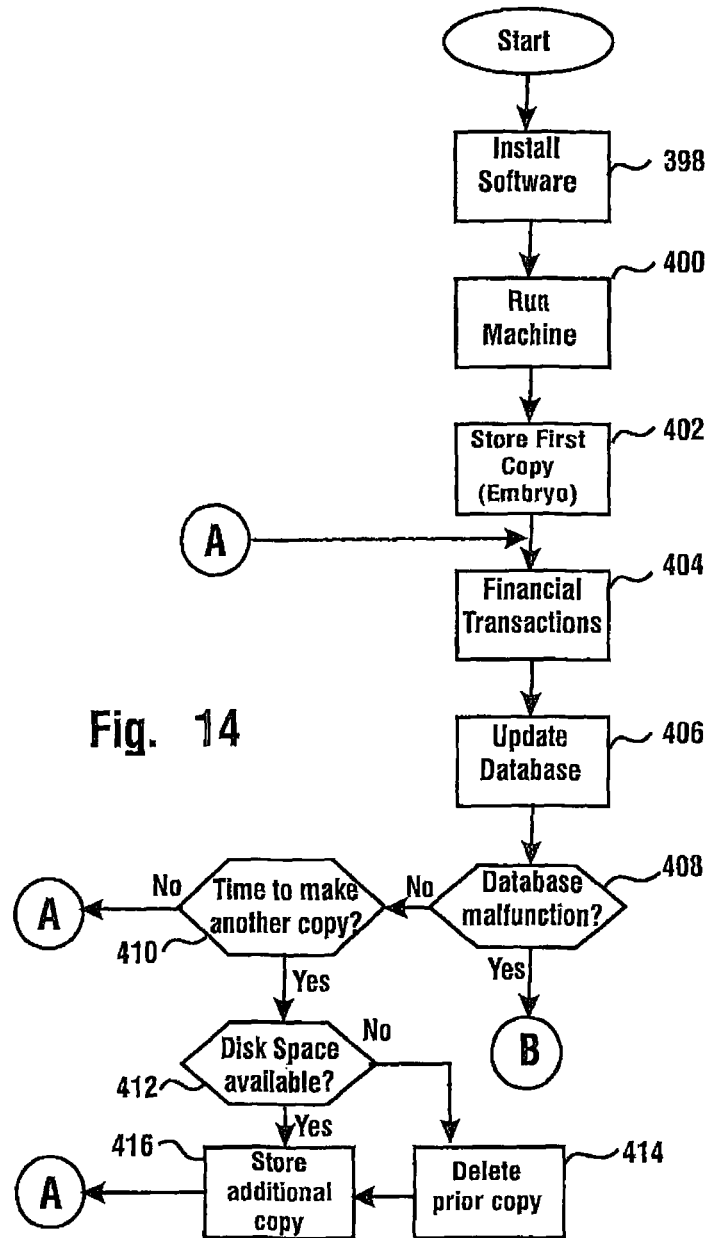 Start
Install
Software
398
400
Run
Machine
Store First
Copy
(Embryo)
402
A
404
Financial
Transactions
Fig. 14
Update
Database
406
408
Database
malfunction?
No
Yes
B
Time to make
another copy?
410
No
A
Yes
Disk Space
available?
412
No
Yes
416
Store
additional
copy
A
Delete
prior copy
414